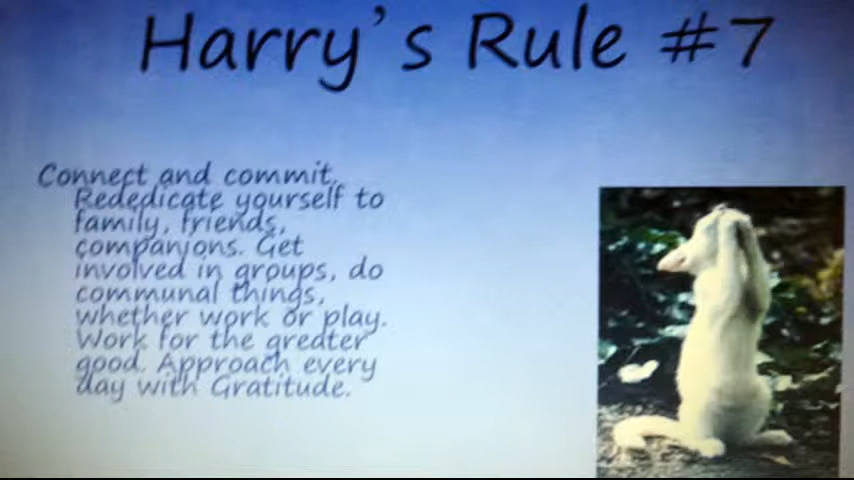 Harry's Rule #7
Connect and commit.
Rededicate yourself to
family, friends,
companions. Get
involved in groups, do
communal things,
whether work or play.
Work for the greater
good. Approach every
day with Gratitude.